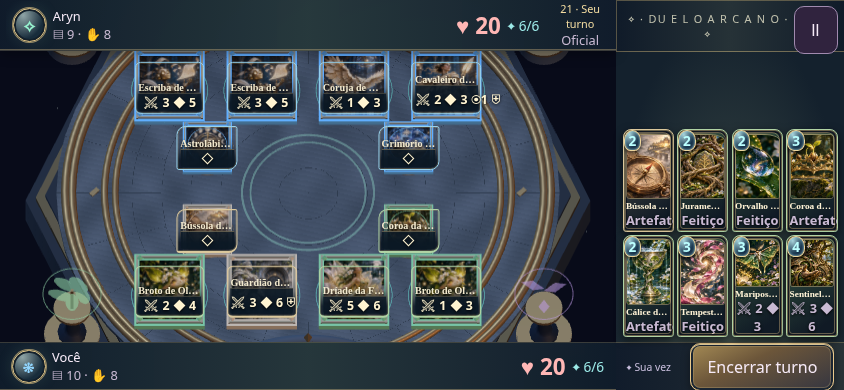 Aryn
9 · 8
20
6/6
21 · Seu turno
Oficial
· D U E L O A R C A N O ·
II
Escriba de ...
3 5
Escriba de ...
3 5
Coruja de ...
1 3
Cavaleiro d...
2 3 1
Astrolábi...
Grimório ...
Bússola d...
Coroa da ...
Broto de Ol...
2 4
Guardião d...
3 6
Dríade da F...
5 6
Broto de Ol...
1 3
2
Bússola ...
Artefat
2
Jurame...
Feitiço
2
Orvalho ...
Feitiço
3
Coroa d...
Artefat
2
Cálice d...
Artefat
3
Tempest...
Feitiço
3
Maripos...
2 3
4
Sentinel...
3 6
Você
10 · 8
20
6/6
Sua vez
Encerrar turno